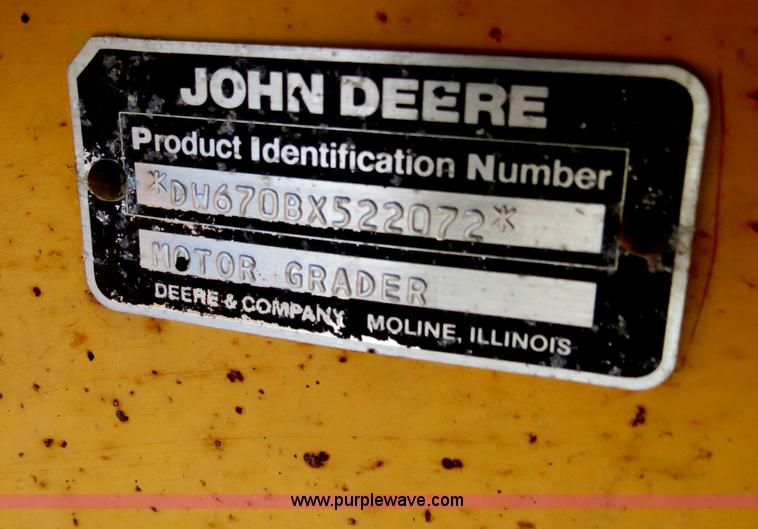 JOHN DEERE
Product Identification Number
*DW670BX522072*
MOTOR GRADER
DEERE & COMPANY MOLINE, ILLINOIS
www.purplewave.com